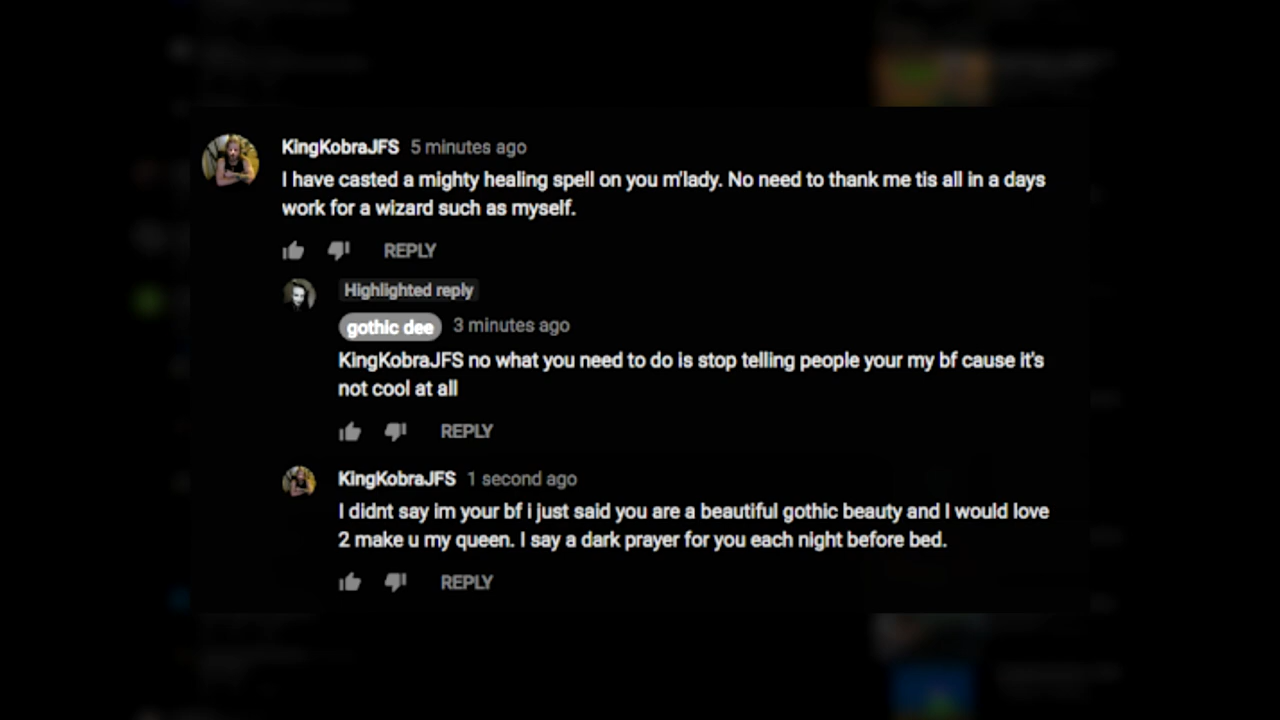 KingKobraJFS 5 minutes ago
I have casted a mighty healing spell on you m'lady. No need to thank me tis all in a days
work for a wizard such as myself.
REPLY
Highlighted reply
gothic dee 3 minutes ago
KingKobraJFS no what you need to do is stop telling people your my bf cause it's
not cool at all
REPLY
KingKobraJFS 1 second ago
I didnt say im your bf i just said you are a beautiful gothic beauty and I would love
2 make u my queen. I say a dark prayer for you each night before bed.
REPLY